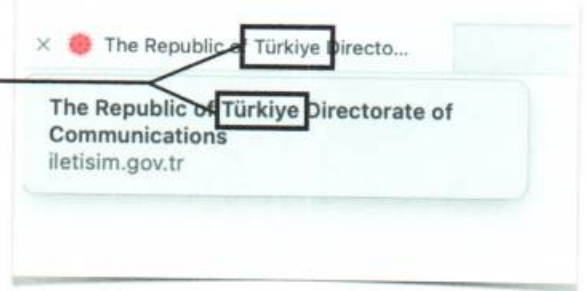 × The Republic of Türkiye Directo...
The Republic of Türkiye Directorate of
Communications
iletisim.gov.tr